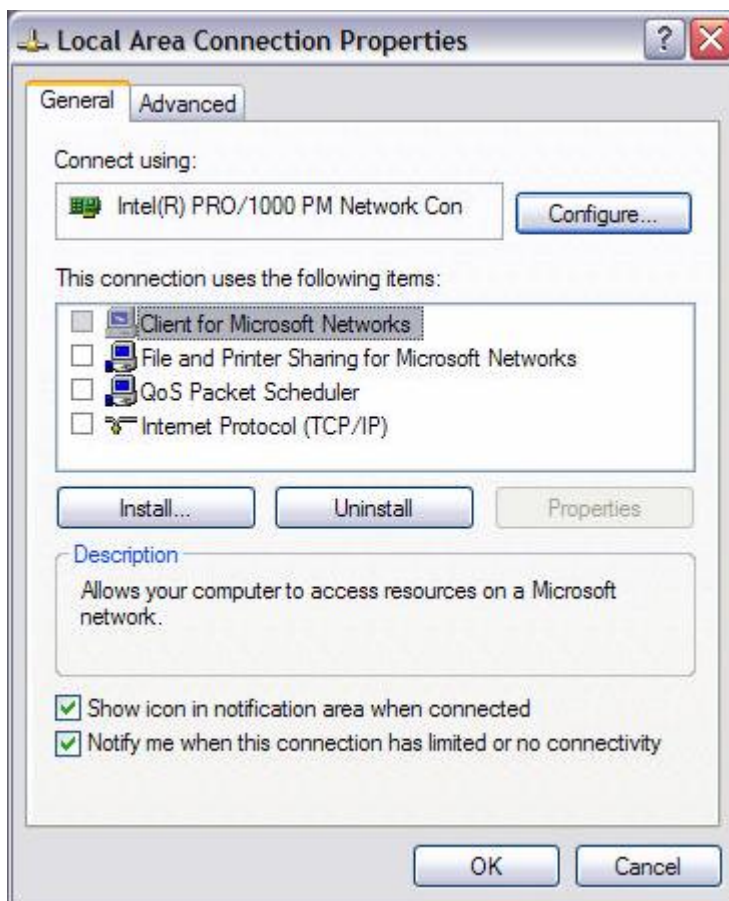 Local Area Connection Properties
General
Advanced
Connect using:
Intel(R) PRO/1000 PM Network Con
Configure...
This connection uses the following items:
Client for Microsoft Networks
File and Printer Sharing for Microsoft Networks
QoS Packet Scheduler
Internet Protocol (TCP/IP)
Install...
Uninstall
Properties
Description
Allows your computer to access resources on a Microsoft
network.
Show icon in notification area when connected
Notify me when this connection has limited or no connectivity
OK
Cancel